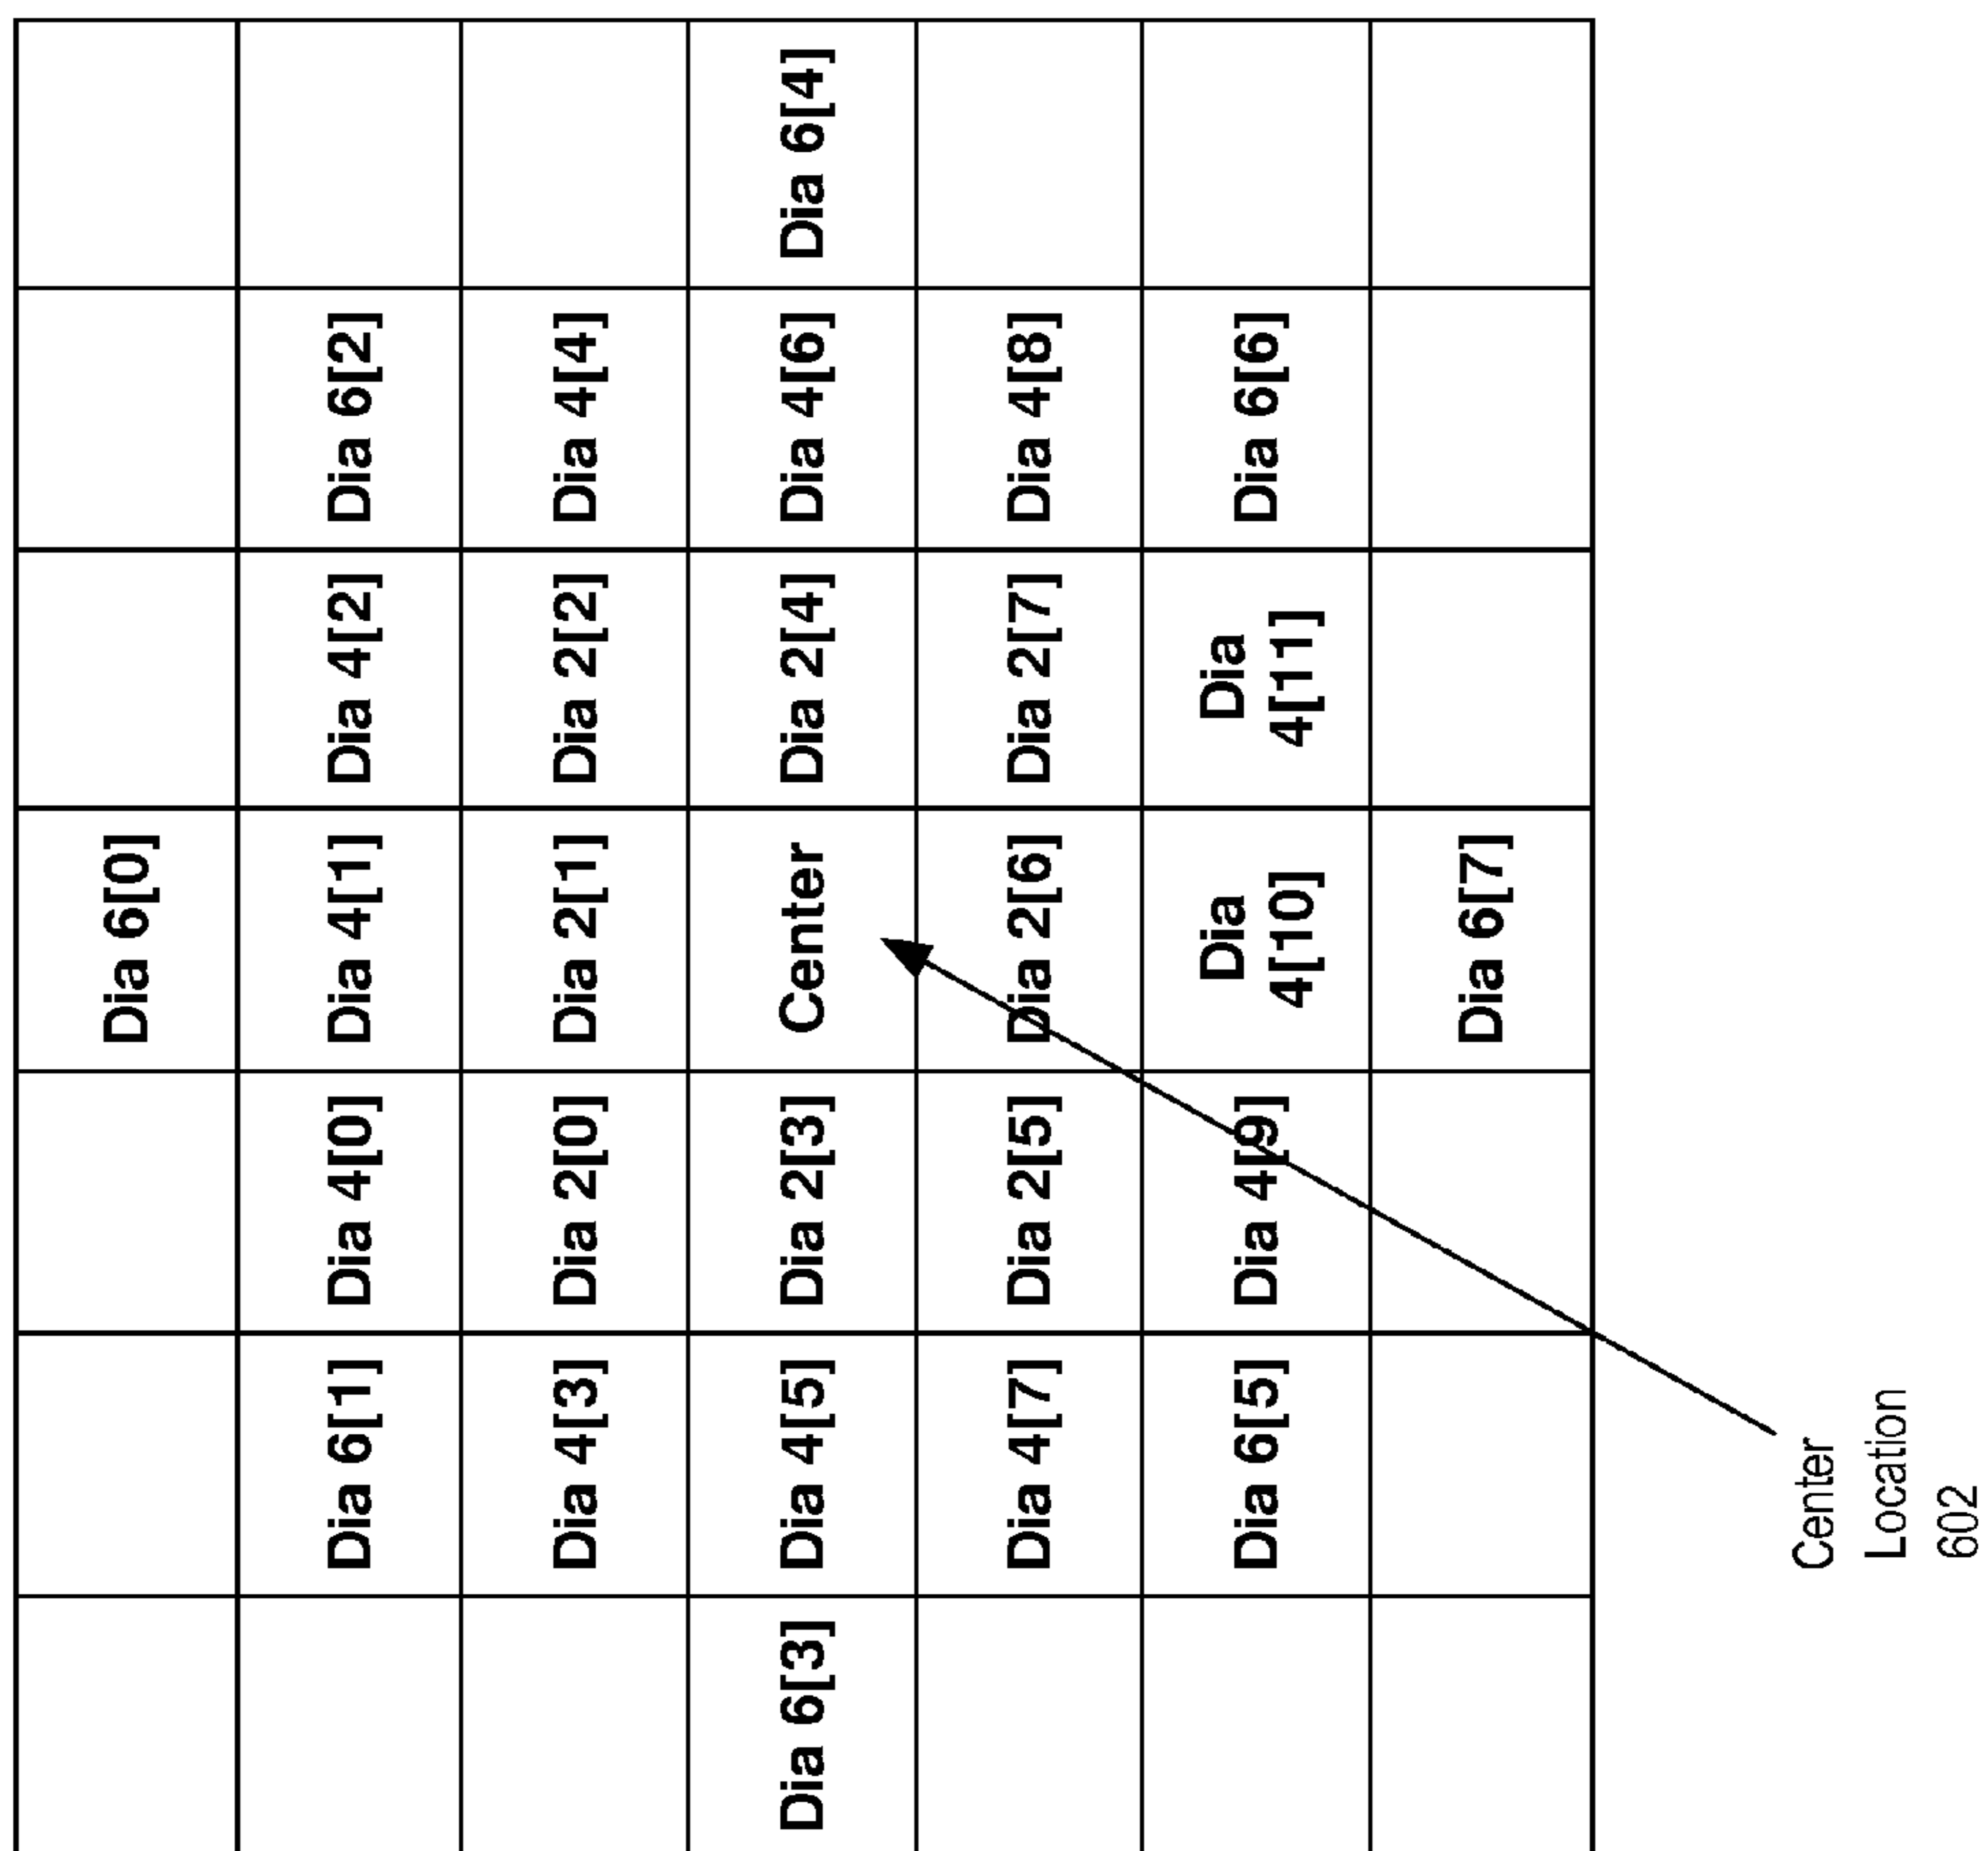 Dia 6[0]
Dia 6[1]
Dia 4[0]
Dia 4[1]
Dia 4[2]
Dia 6[2]
Dia 4[3]
Dia 2[0]
Dia 2[1]
Dia 2[2]
Dia 4[4]
Dia 6[3]
Dia 4[5]
Dia 2[3]
Center
Dia 2[4]
Dia 4[6]
Dia 6[4]
Dia 4[7]
Dia 2[5]
Dia 2[6]
Dia 2[7]
Dia 4[8]
Dia 6[5]
Dia 4[9]
Dia
4[10]
Dia
4[11]
Dia 6[6]
Dia 6[7]
Center
Location
602